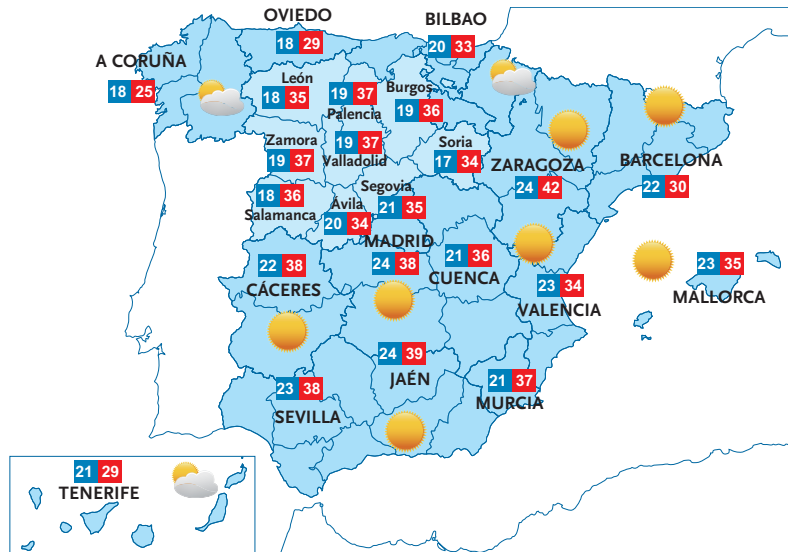 OVIEDO
18 29
BILBAO
20 33
A CORUÑA
18 25
León
18 35
19 37
Palencia
Burgos
19 36
Zamora
19 37
19 37
Valladolid
Soria
17 34
ZARAGOZA
24 42
BARCELONA
22 30
18 36
Salamanca
Ávila
20 34
Segovia
21 35
MADRID
24 38
21 36
CUENCA
22 38
CÁCERES
23 34
VALENCIA
23 35
MALLORCA
24 39
JAÉN
21 37
MURCIA
23 38
SEVILLA
21 29
TENERIFE